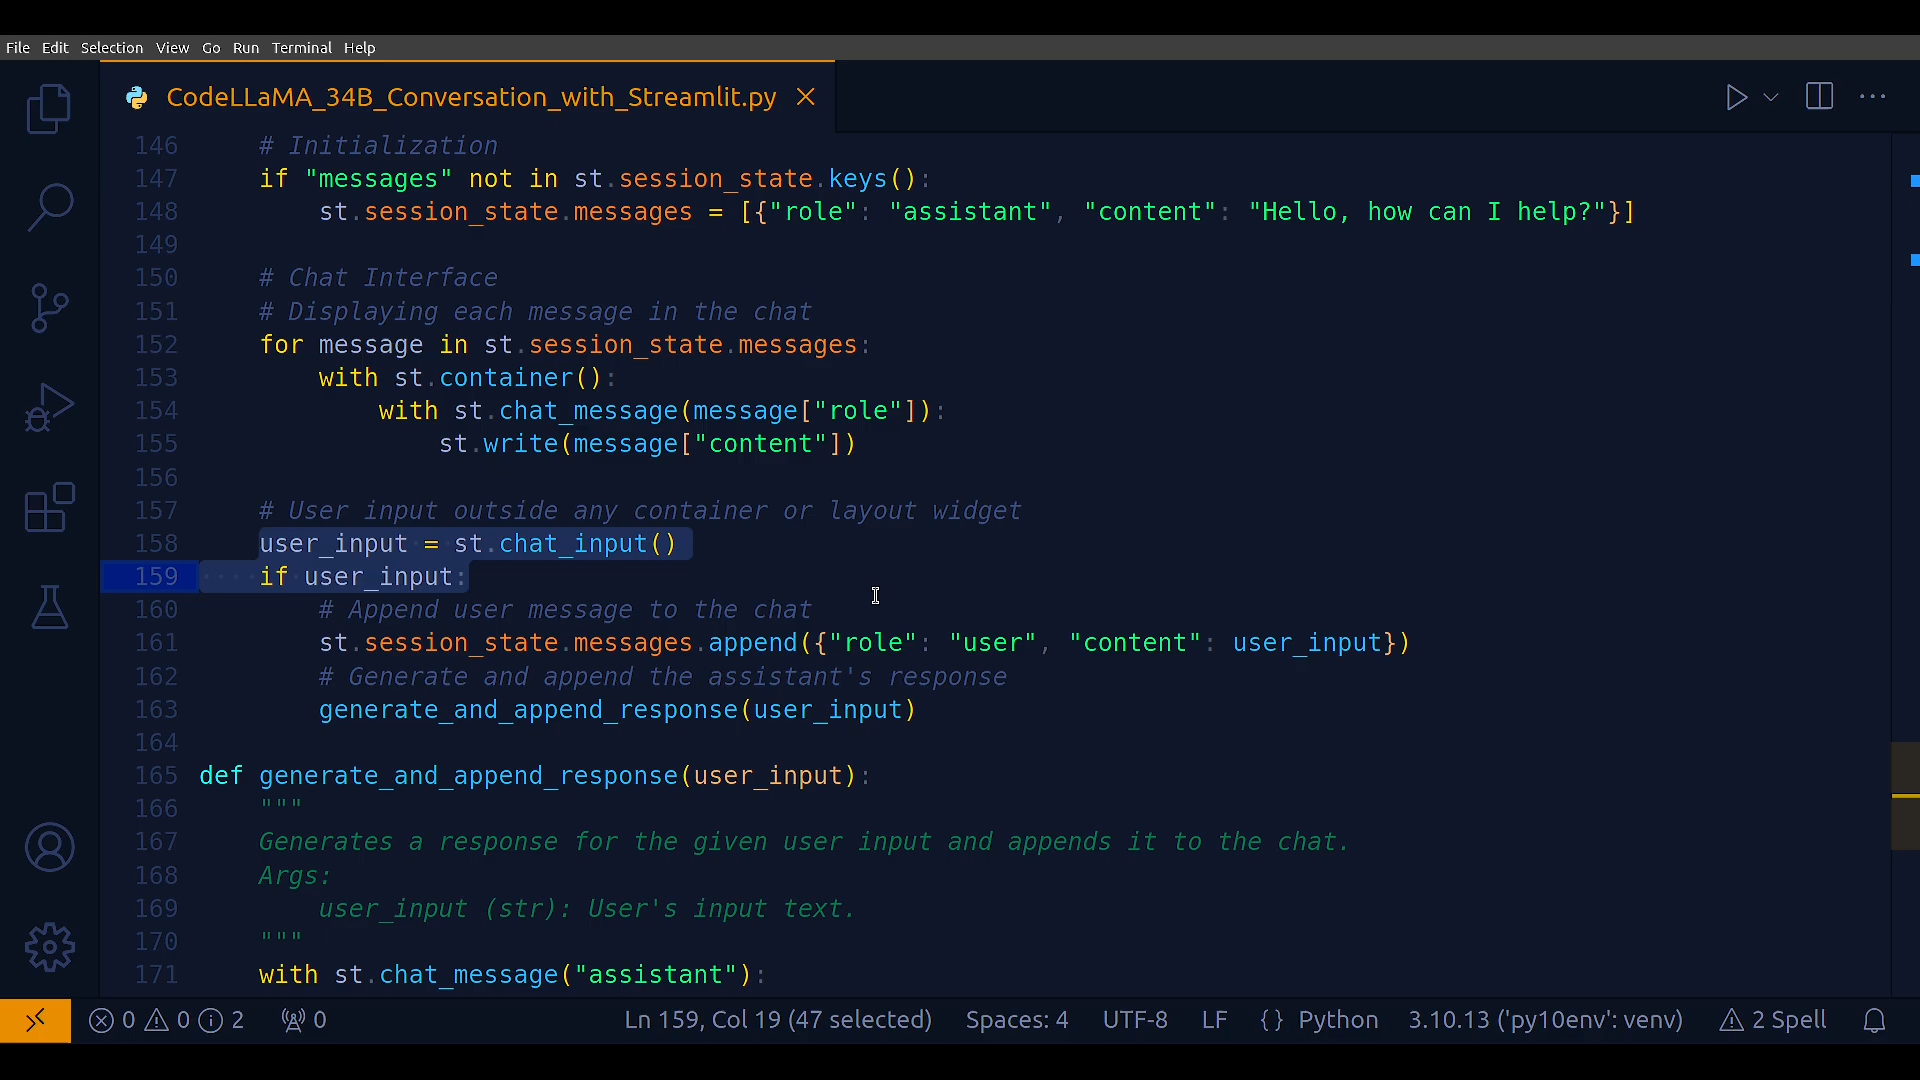 File Edit Selection View Go Run Terminal Help
CodeLLaMA_34B_Conversation_with_Streamlit.py
146     # Initialization
147     if "messages" not in st.session_state.keys():
148         st.session_state.messages = [{"role": "assistant", "content": "Hello, how can I help?"}]
149
150     # Chat Interface
151     # Displaying each message in the chat
152     for message in st.session_state.messages:
153         with st.container():
154             with st.chat_message(message["role"]):
155                 st.write(message["content"])
156
157     # User input outside any container or layout widget
158     user_input = st.chat_input()
159     if user_input:
160         # Append user message to the chat
161         st.session_state.messages.append({"role": "user", "content": user_input})
162         # Generate and append the assistant's response
163         generate_and_append_response(user_input)
164
165 def generate_and_append_response(user_input):
166     """
167     Generates a response for the given user input and appends it to the chat.
168     Args:
169         user_input (str): User's input text.
170     """
171     with st.chat_message("assistant"):
0 0 2 0 Ln 159, Col 19 (47 selected) Spaces: 4 UTF-8 LF {} Python 3.10.13 ('py10env': venv) 2 Spell